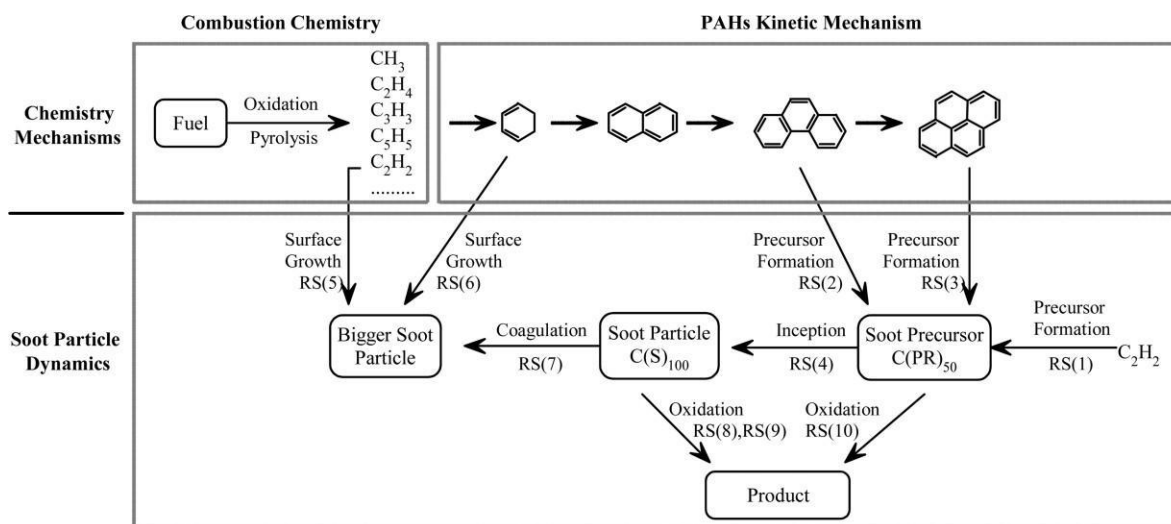 Combustion Chemistry
PAHs Kinetic Mechanism
Chemistry
Mechanisms
Fuel
Oxidation
Pyrolysis
CH₃
C₂H₄
C₃H₃
C₅H₅
C₂H₂
.........
Surface
Growth
RS(5)
Surface
Growth
RS(6)
Precursor
Formation
RS(2)
Precursor
Formation
RS(3)
Precursor
Formation
RS(1)
C₂H₂
Soot Particle
Dynamics
Bigger Soot
Particle
Coagulation
RS(7)
Soot Particle
C(S)₁₀₀
Inception
RS(4)
Soot Precursor
C(PR)₅₀
Oxidation
RS(8),RS(9)
Oxidation
RS(10)
Product